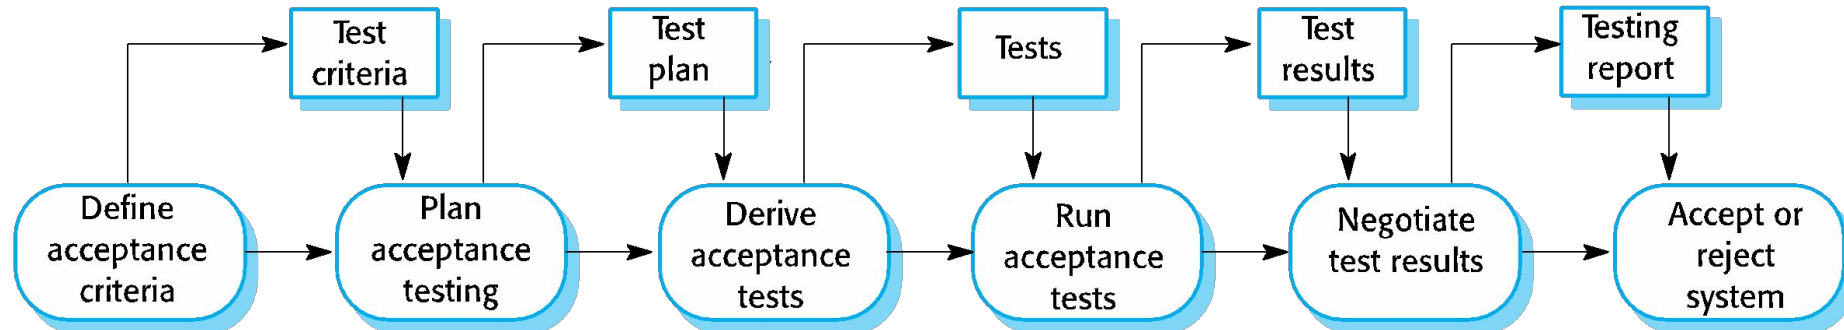 Test
criteria
Test
plan
Tests
Test
results
Testing
report
Define
acceptance
criteria
Plan
acceptance
testing
Derive
acceptance
tests
Run
acceptance
tests
Negotiate
test results
Accept or
reject
system